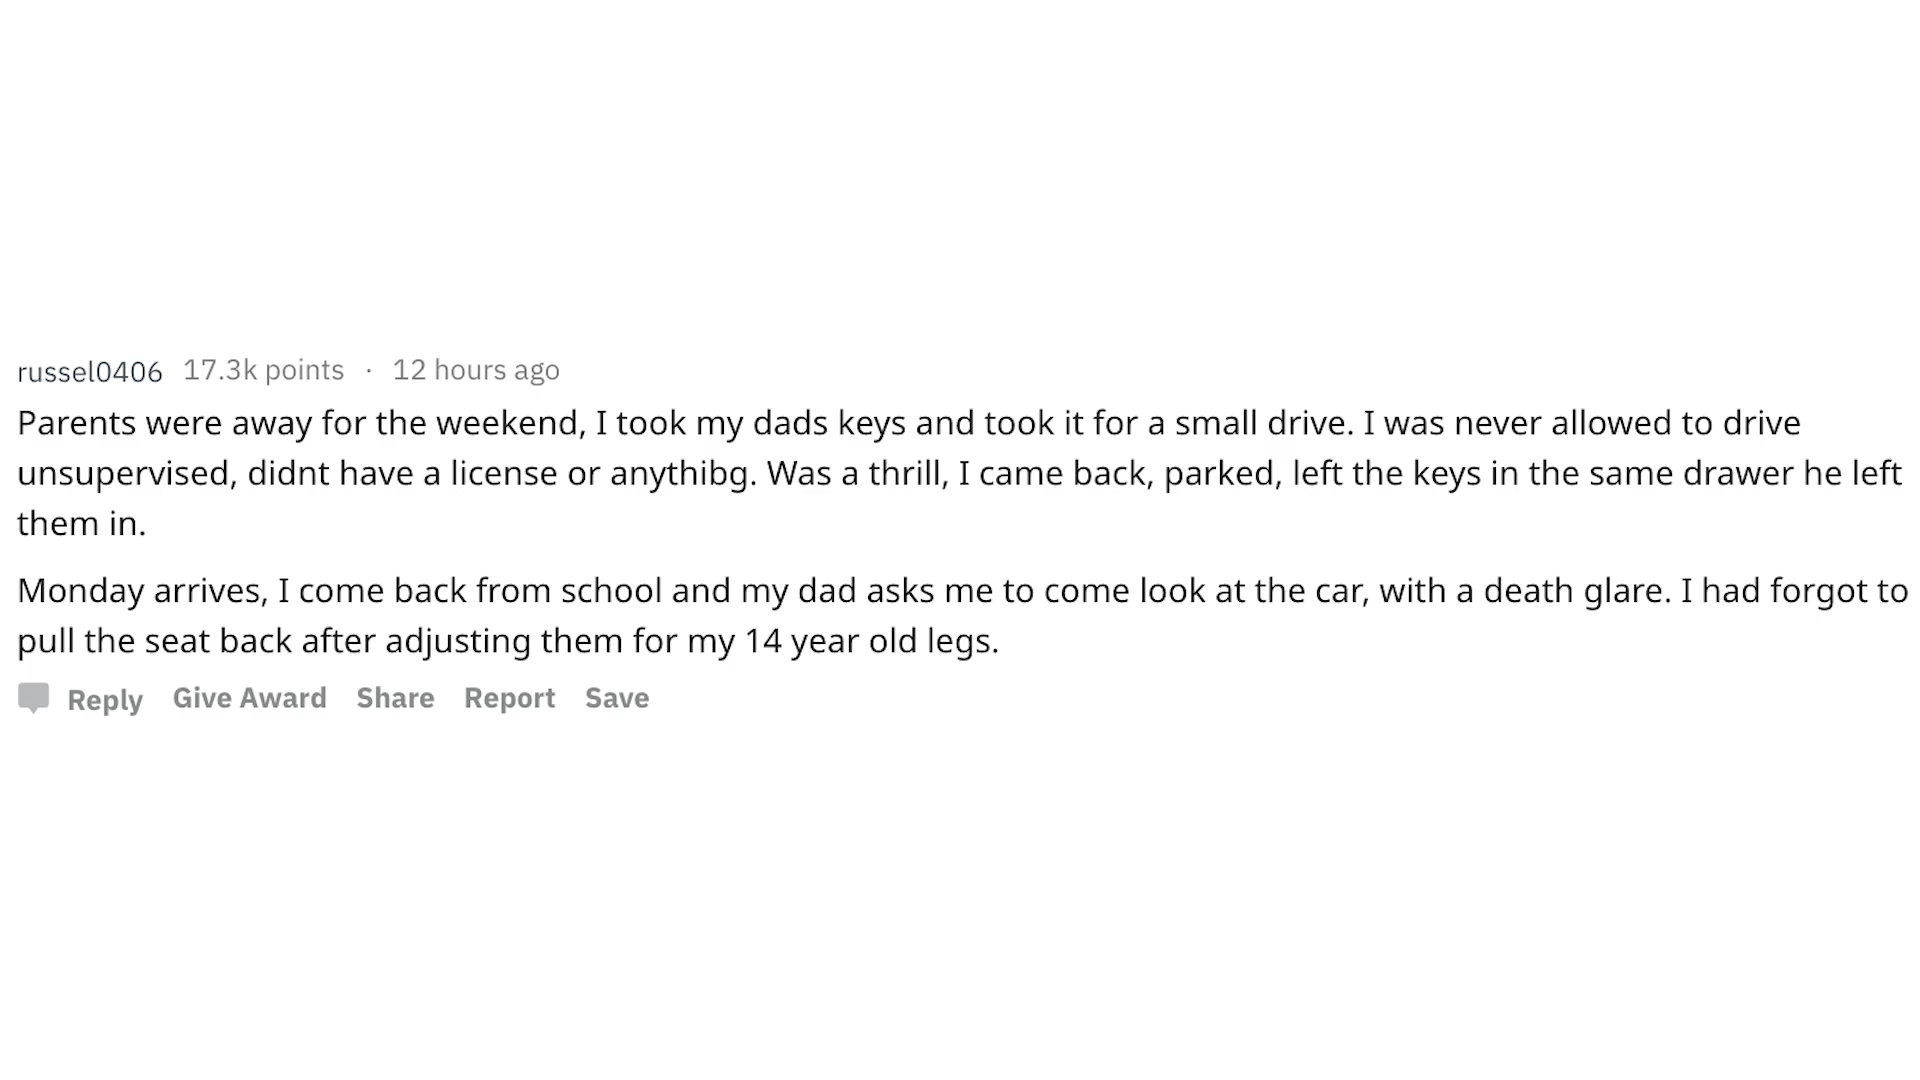 russel0406 17.3k points · 12 hours ago
Parents were away for the weekend, I took my dads keys and took it for a small drive. I was never allowed to drive
unsupervised, didnt have a license or anythibg. Was a thrill, I came back, parked, left the keys in the same drawer he left
them in.
Monday arrives, I come back from school and my dad asks me to come look at the car, with a death glare. I had forgot to
pull the seat back after adjusting them for my 14 year old legs.
Reply Give Award Share Report Save